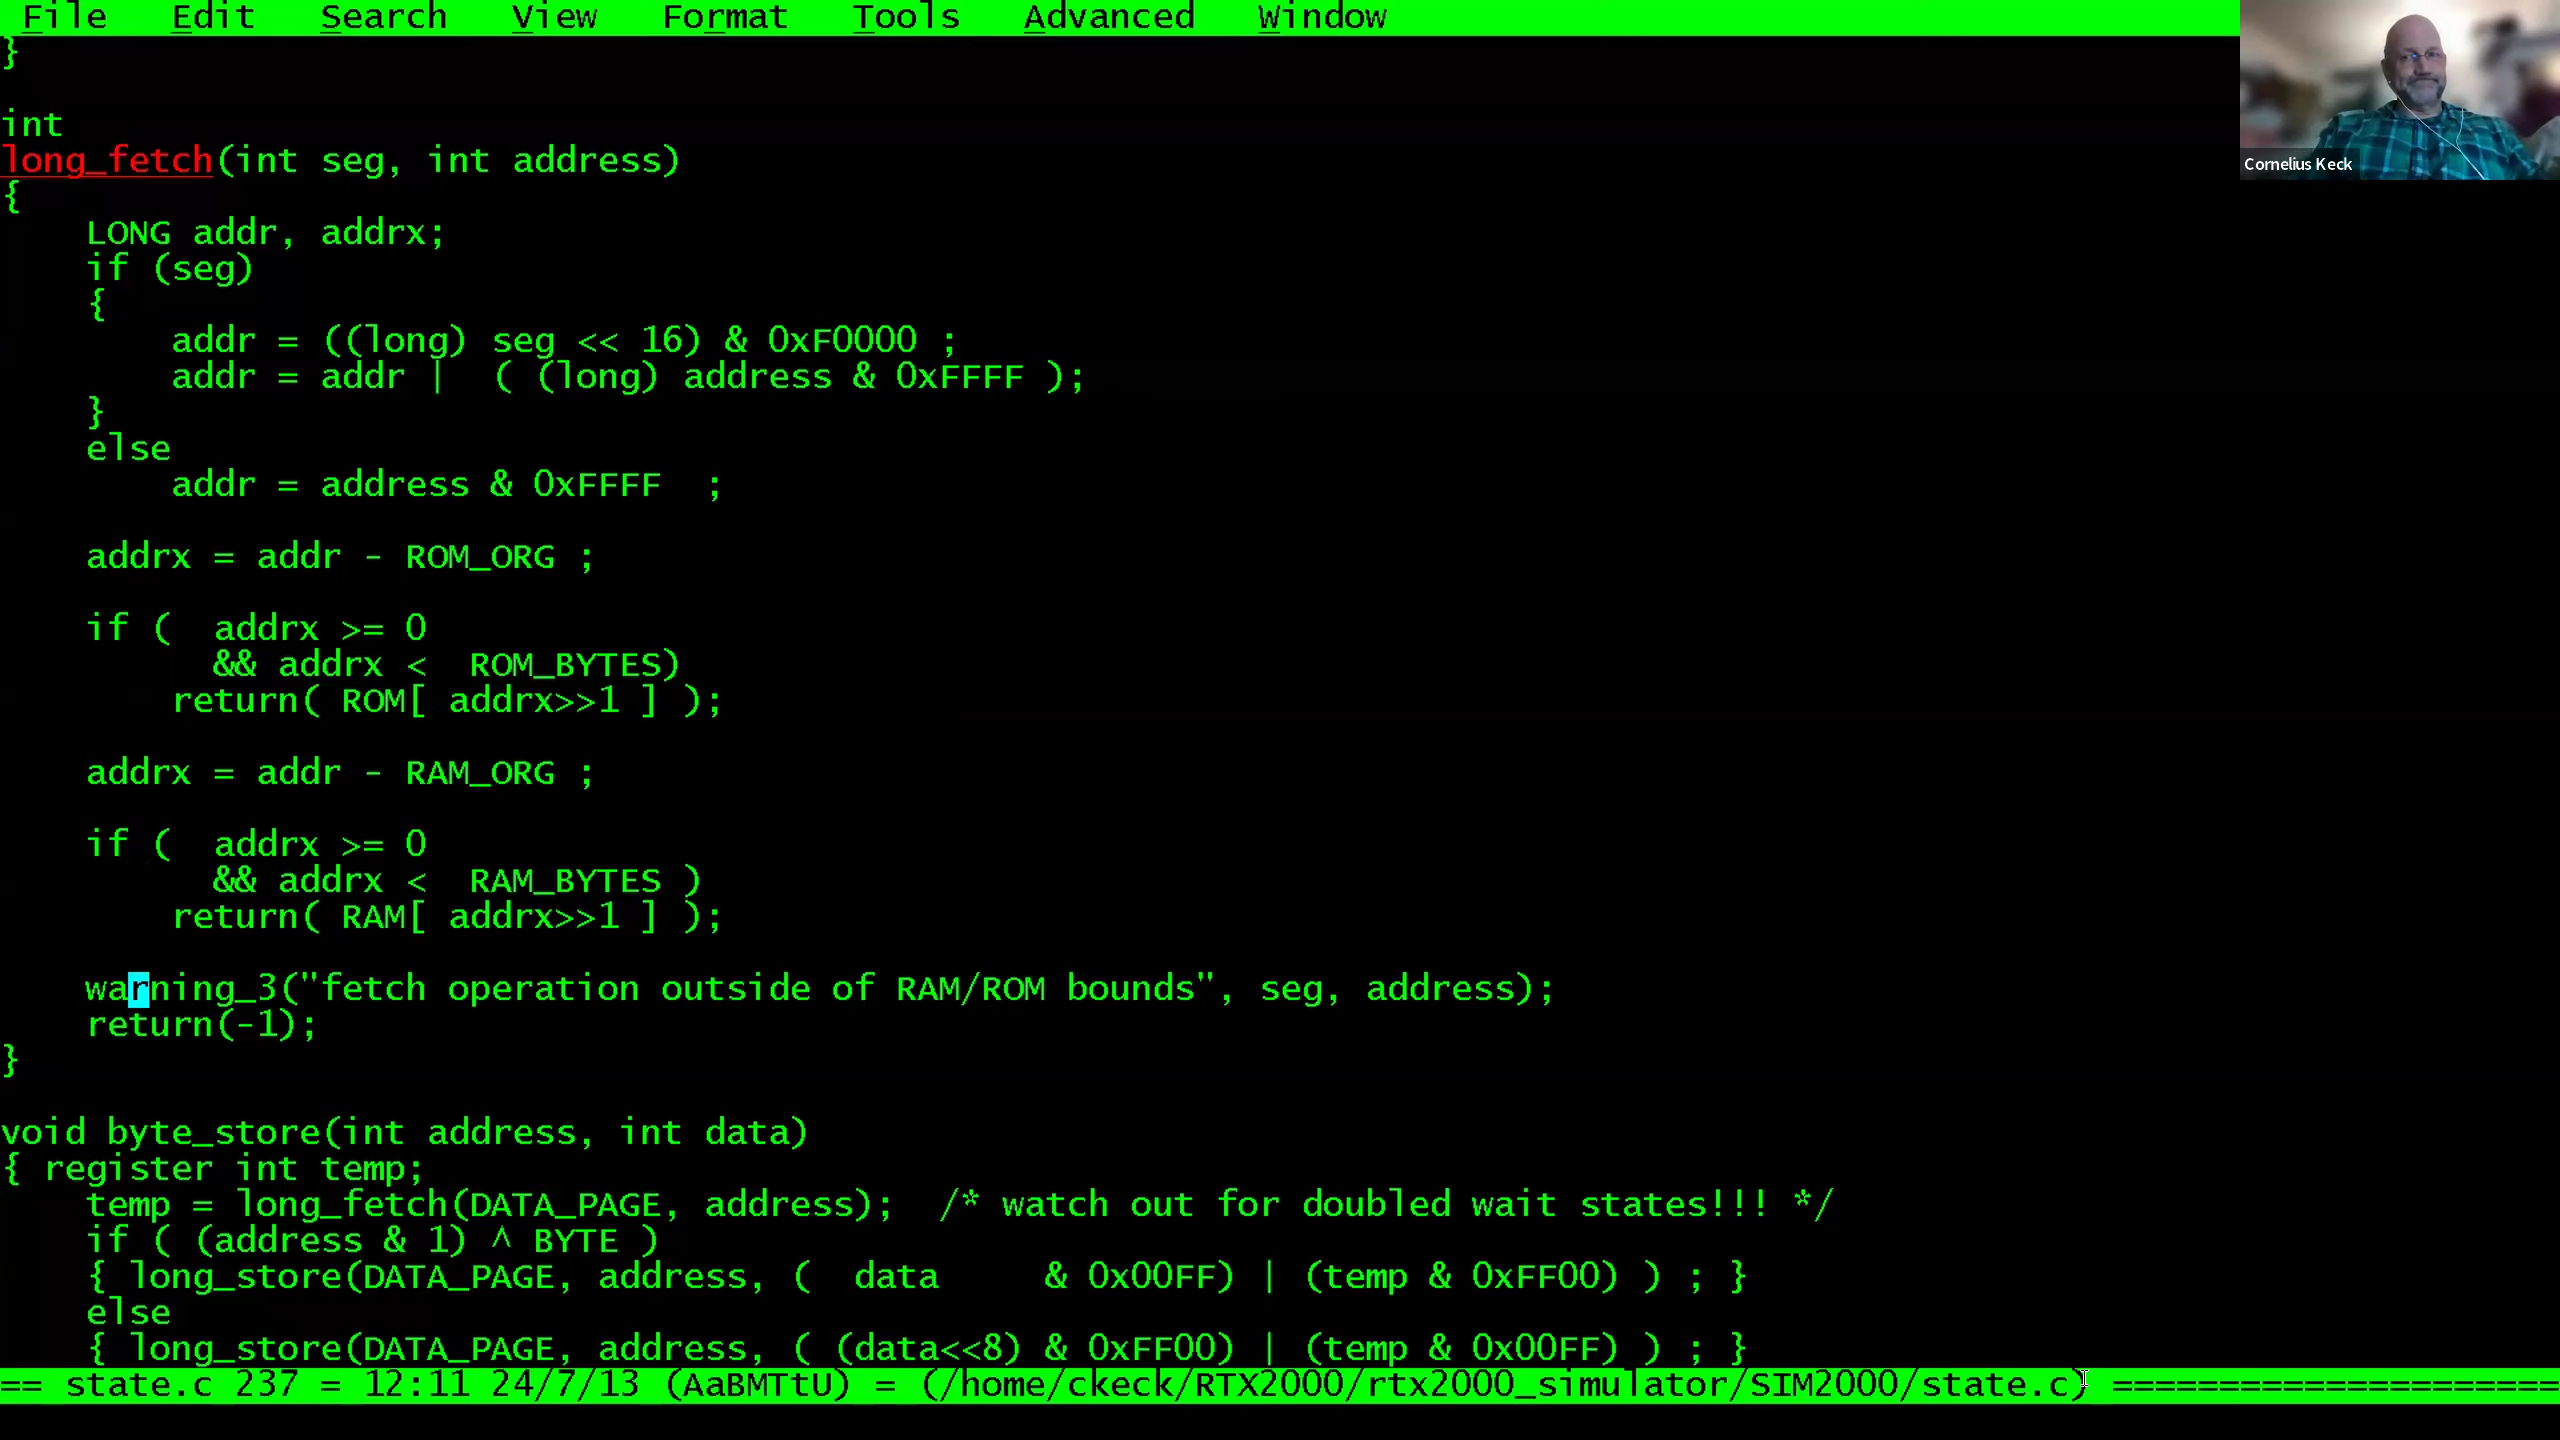 File Edit Search View Format Tools Advanced Window
}
int
long_fetch(int seg, int address)
{
    LONG addr, addrx;
    if (seg)
    {
        addr = ((long) seg << 16) & 0xF0000 ;
        addr = addr |  ( (long) address & 0xFFFF );
    }
    else
        addr = address & 0xFFFF  ;
    addrx = addr - ROM_ORG ;
    if (  addrx >= 0
          && addrx <  ROM_BYTES)
        return( ROM[ addrx>>1 ] );
    addrx = addr - RAM_ORG ;
    if (  addrx >= 0
          && addrx <  RAM_BYTES )
        return( RAM[ addrx>>1 ] );
    warning_3("fetch operation outside of RAM/ROM bounds", seg, address);
    return(-1);
}
void byte_store(int address, int data)
{ register int temp;
    temp = long_fetch(DATA_PAGE, address);  /* watch out for doubled wait states!!! */
    if ( (address & 1) ^ BYTE )
    { long_store(DATA_PAGE, address, (  data     & 0x00FF) | (temp & 0xFF00) ) ; }
    else
    { long_store(DATA_PAGE, address, ( (data<<8) & 0xFF00) | (temp & 0x00FF) ) ; }
== state.c 237 = 12:11 24/7/13 (AaBMTtU) = (/home/ckeck/RTX2000/rtx2000_simulator/SIM2000/state.c) =====================
Cornelius Keck